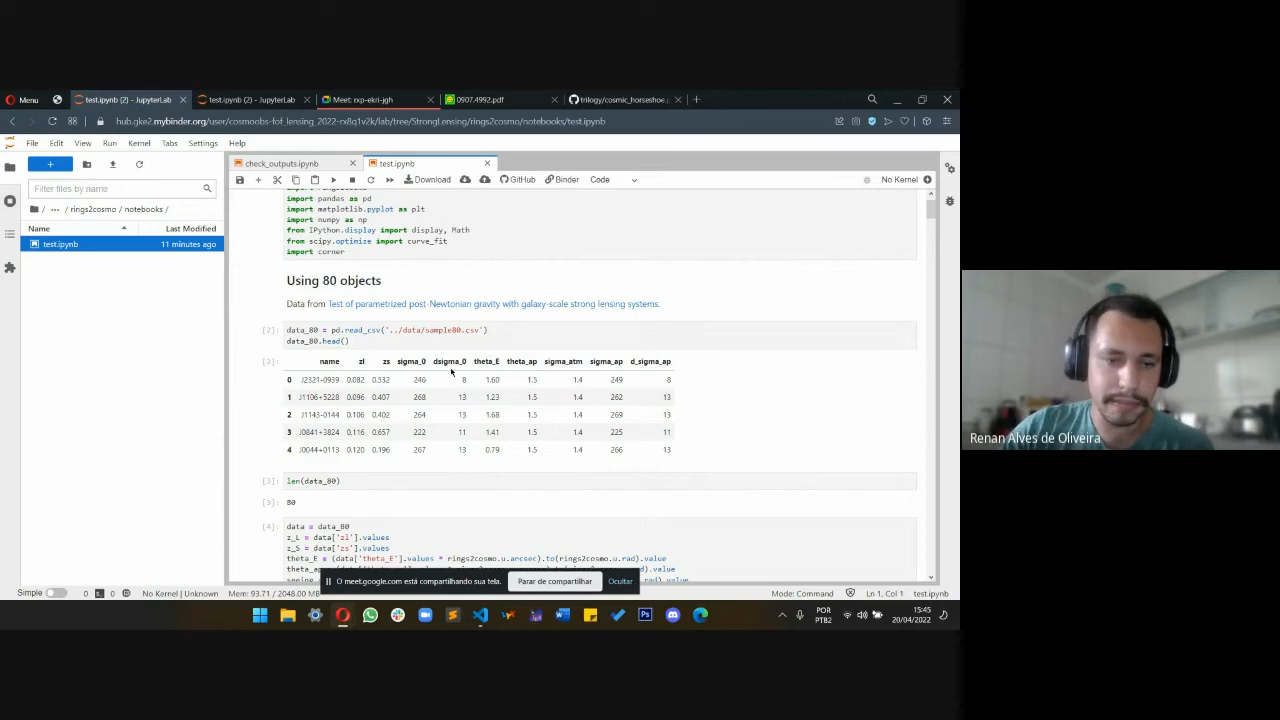 Menu
test.ipynb (2) - JupyterLab
test.ipynb (2) - JupyterLab
Meet: rxp-ekri-jgh
0907.4992.pdf
trilogy/cosmic_horseshoe.
hub.gke2.mybinder.org/user/cosmoobs-fof_lensing_2022-rx8q1v2k/lab/tree/StrongLensing/rings2cosmo/notebooks/test.ipynb
File Edit View Run Kernel Tabs Settings Help
check_outputs.ipynb
test.ipynb
Download GitHub Binder Code No Kernel
Filter files by name
/ ... / rings2cosmo / notebooks /
Name Last Modified
test.ipynb 11 minutes ago
import pandas as pd
import matplotlib.pyplot as plt
import numpy as np
from IPython.display import display, Math
from scipy.optimize import curve_fit
import corner
Using 80 objects
Data from Test of parametrized post-Newtonian gravity with galaxy-scale strong lensing systems.
[2]: data_80 = pd.read_csv('../data/sample80.csv')
data_80.head()
[2]: name zl zs sigma_0 dsigma_0 theta_E theta_ap sigma_atm sigma_ap d_sigma_ap
0 J2321-0939 0.082 0.532 246 8 1.60 1.5 1.4 249 8
1 J1106+5228 0.096 0.407 268 13 1.23 1.5 1.4 262 13
2 J1143-0144 0.106 0.402 264 13 1.68 1.5 1.4 269 13
3 J0841+3824 0.116 0.657 222 11 1.41 1.5 1.4 225 11
4 J0044+0113 0.120 0.196 267 13 0.79 1.5 1.4 266 13
[3]: len(data_80)
[3]: 80
[4]: data = data_80
z_L = data['zl'].values
z_S = data['zs'].values
theta_E = (data['theta_E'].values * rings2cosmo.u.arcsec).to(rings2cosmo.u.rad).value
O meet.google.com está compartilhando sua tela.
Parar de compartilhar
Ocultar
Simple 0 0 No Kernel | Unknown Mem: 93.71 / 2048.00 MB Mode: Command Ln 1, Col 1 test.ipynb
POR
PTB2
15:45
20/04/2022
Renan Alves de Oliveira